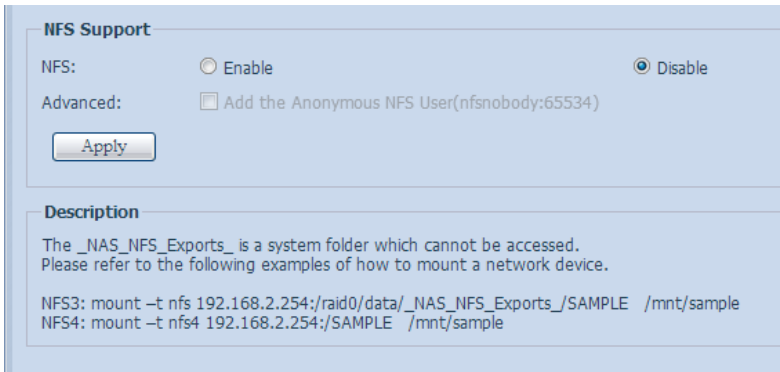 NFS Support
NFS: Enable Disable
Advanced: Add the Anonymous NFS User(nfsnobody:65534)
Apply
Description
The _NAS_NFS_Exports_ is a system folder which cannot be accessed.
Please refer to the following examples of how to mount a network device.
NFS3: mount –t nfs 192.168.2.254:/raid0/data/_NAS_NFS_Exports_/SAMPLE /mnt/sample
NFS4: mount –t nfs4 192.168.2.254:/SAMPLE /mnt/sample